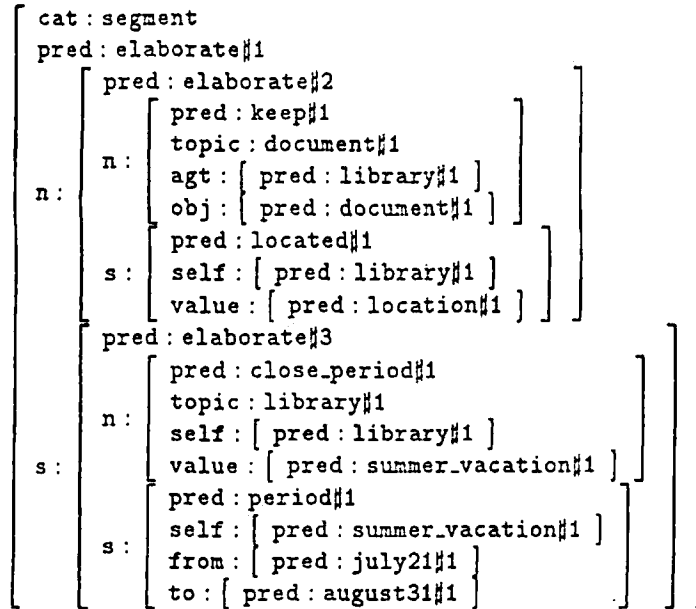 cat : segment
pred : elaborate♯1
pred : elaborate♯2
pred : keep♯1
topic : document♯1
n :
agt : [ pred : library♯1 ]
n :
obj : [ pred : document♯1 ]
pred : located♯1
s : self : [ pred : library♯1 ]
value : [ pred : location♯1 ]
pred : elaborate♯3
pred : close_period♯1
topic : library♯1
n :
self : [ pred : library♯1 ]
s : value : [ pred : summer_vacation♯1 ]
pred : period♯1
self : [ pred : summer_vacation♯1 ]
s :
from : [ pred : july21♯1 ]
to : [ pred : august31♯1 ]